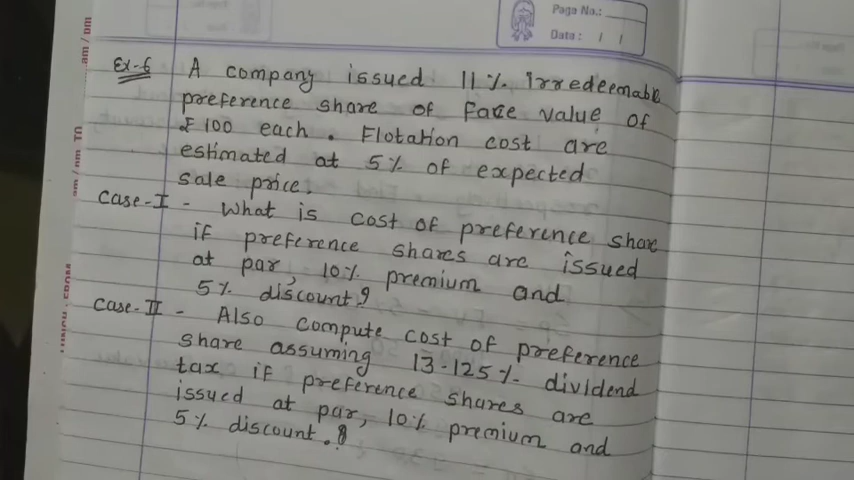 Page No.:
Date : / /
Ex-6 A company issued 11% irredeemable
preference share of face value of
₹100 each. Flotation cost are
estimated at 5% of expected
sale price.
Case-I - What is cost of preference share
if preference shares are issued
at par, 10% premium and
5% discount?
Case-II - Also compute cost of preference
share assuming 13.125% dividend
tax if preference shares are
issued at par, 10% premium and
5% discount.?